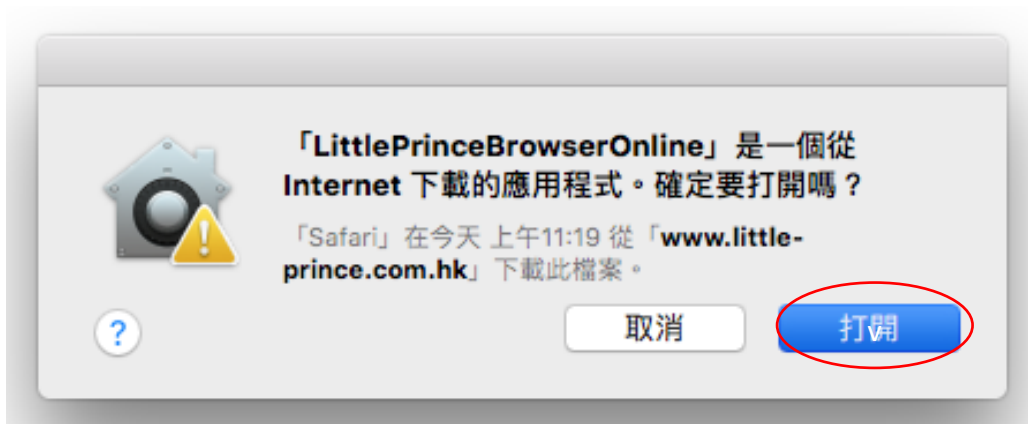 「LittlePrinceBrowserOnline」是一個從
Internet 下載的應用程式。確定要打開嗎？
「Safari」在今天 上午11:19 從「www.little-
prince.com.hk」下載此檔案。
?
取消
打開
v